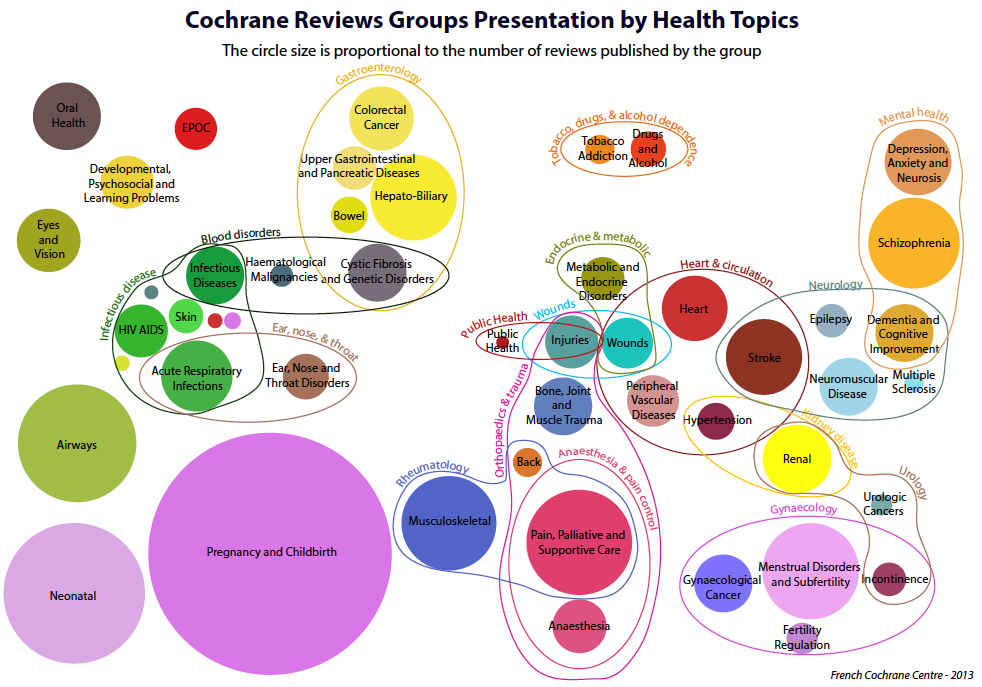 Cochrane Reviews Groups Presentation by Health Topics
The circle size is proportional to the number of reviews published by the group
Oral
Health
EPOC
Developmental,
Psychosocial and
Learning Problems
Eyes
and
Vision
Gastroenterology
Colorectal
Cancer
Upper Gastrointestinal
and Pancreatic Diseases
Hepato-Biliary
Bowel
Tobacco, drugs, & alcohol dependence
Tobacco
Addiction
Drugs
and
Alcohol
Mental health
Depression,
Anxiety and
Neurosis
Schizophrenia
Blood disorders
Infectious
Diseases
Haematological
Malignancies
Cystic Fibrosis
and Genetic Disorders
Infectious disease
HIV AIDS
Skin
Ear, nose, & throat
Acute Respiratory
Infections
Ear, Nose and
Throat Disorders
Endocrine & metabolic
Metabolic and
Endocrine
Disorders
Public Health
Public
Health
Wounds
Injuries
Wounds
Heart & circulation
Heart
Stroke
Peripheral
Vascular
Diseases
Hypertension
Neurology
Epilepsy
Dementia and
Cognitive
Improvement
Neuromuscular
Disease
Multiple
Sclerosis
Orthopaedics & trauma
Bone, Joint
and
Muscle Trauma
Airways
Neonatal
Pregnancy and Childbirth
Rheumatology
Musculoskeletal
Back
Anaesthesia & pain control
Pain, Palliative and
Supportive Care
Anaesthesia
Kidney disease
Renal
Urology
Urologic
Cancers
Gynaecology
Gynaecological
Cancer
Menstrual Disorders
and Subfertility
Incontinence
Fertility
Regulation
French Cochrane Centre - 2013